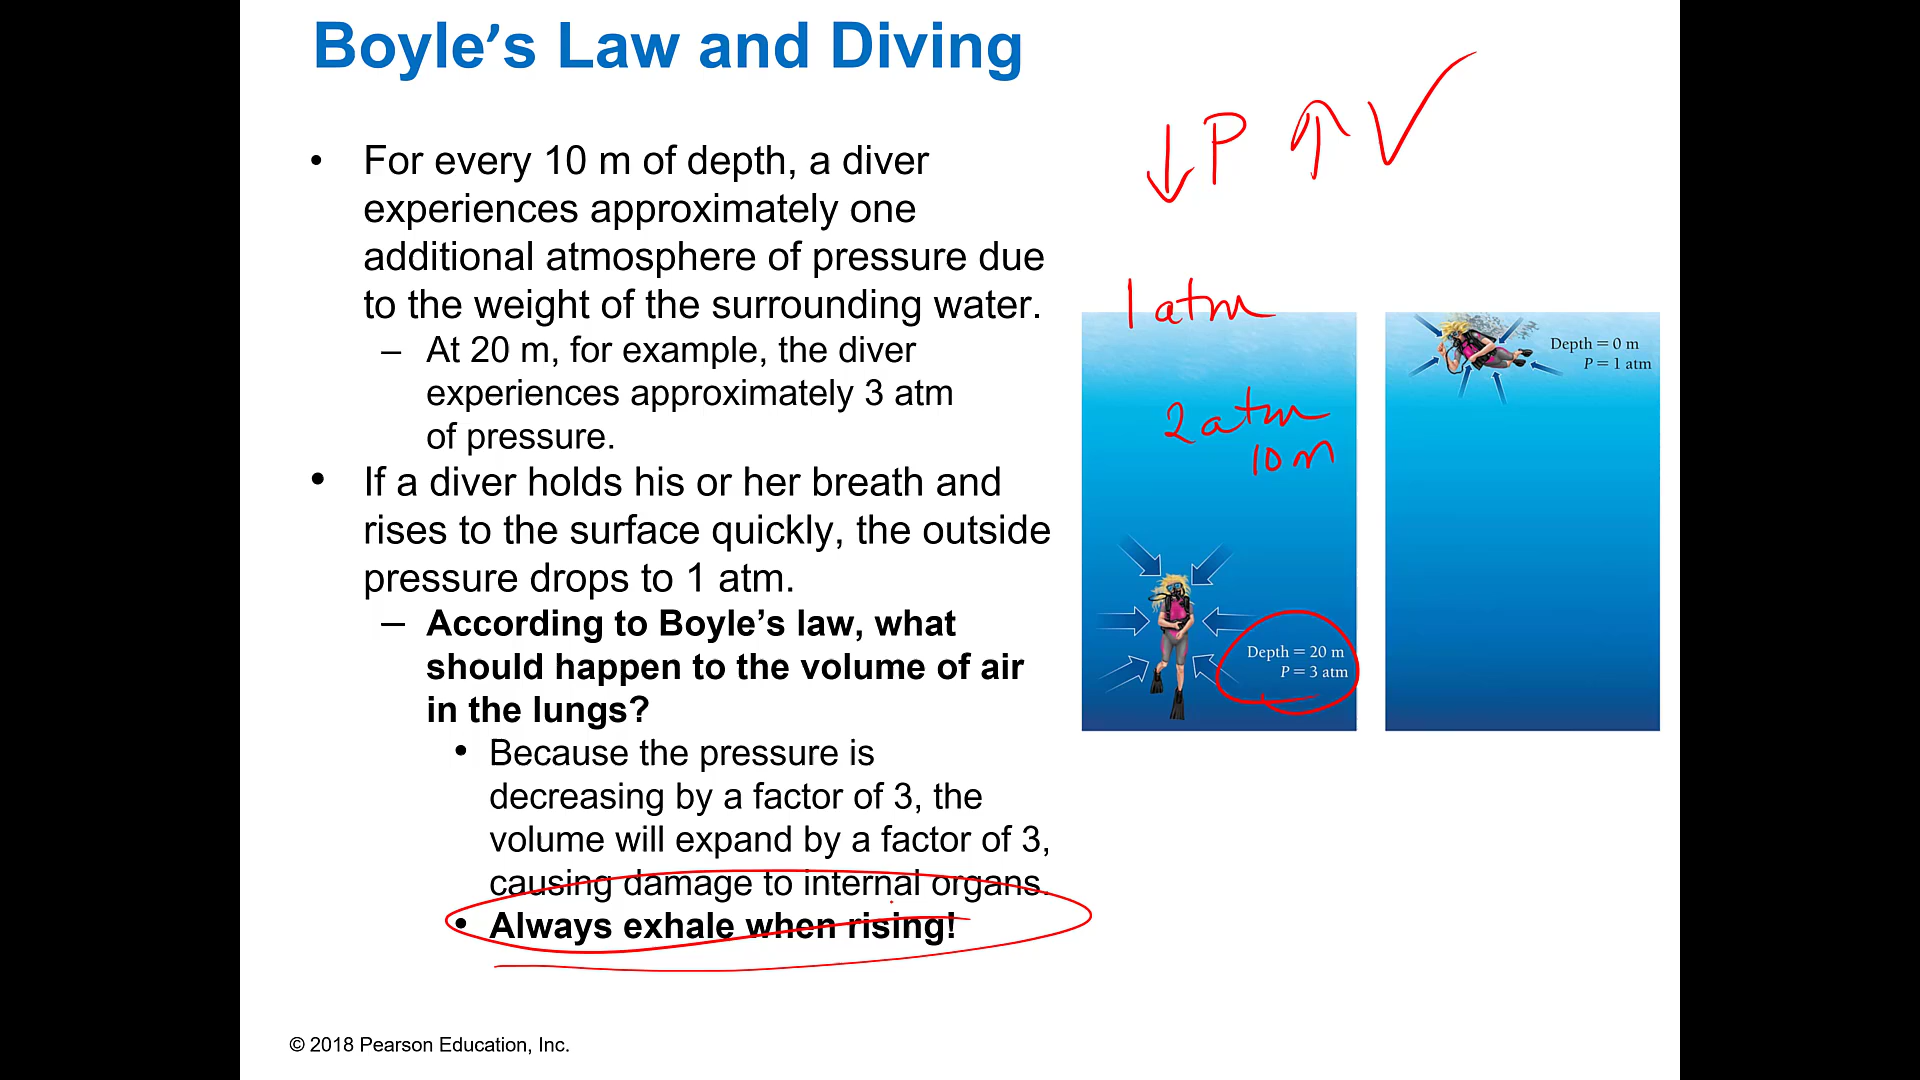 Boyle’s Law and Diving
↓ P ↑ V
• For every 10 m of depth, a diver
experiences approximately one
additional atmosphere of pressure due
to the weight of the surrounding water.
– At 20 m, for example, the diver
experiences approximately 3 atm
of pressure.
• If a diver holds his or her breath and
rises to the surface quickly, the outside
pressure drops to 1 atm.
– According to Boyle’s law, what
should happen to the volume of air
in the lungs?
• Because the pressure is
decreasing by a factor of 3, the
volume will expand by a factor of 3,
causing damage to internal organs.
• Always exhale when rising!
1 atm
2 atm
10 m
Depth = 20 m
P = 3 atm
Depth = 0 m
P = 1 atm
© 2018 Pearson Education, Inc.